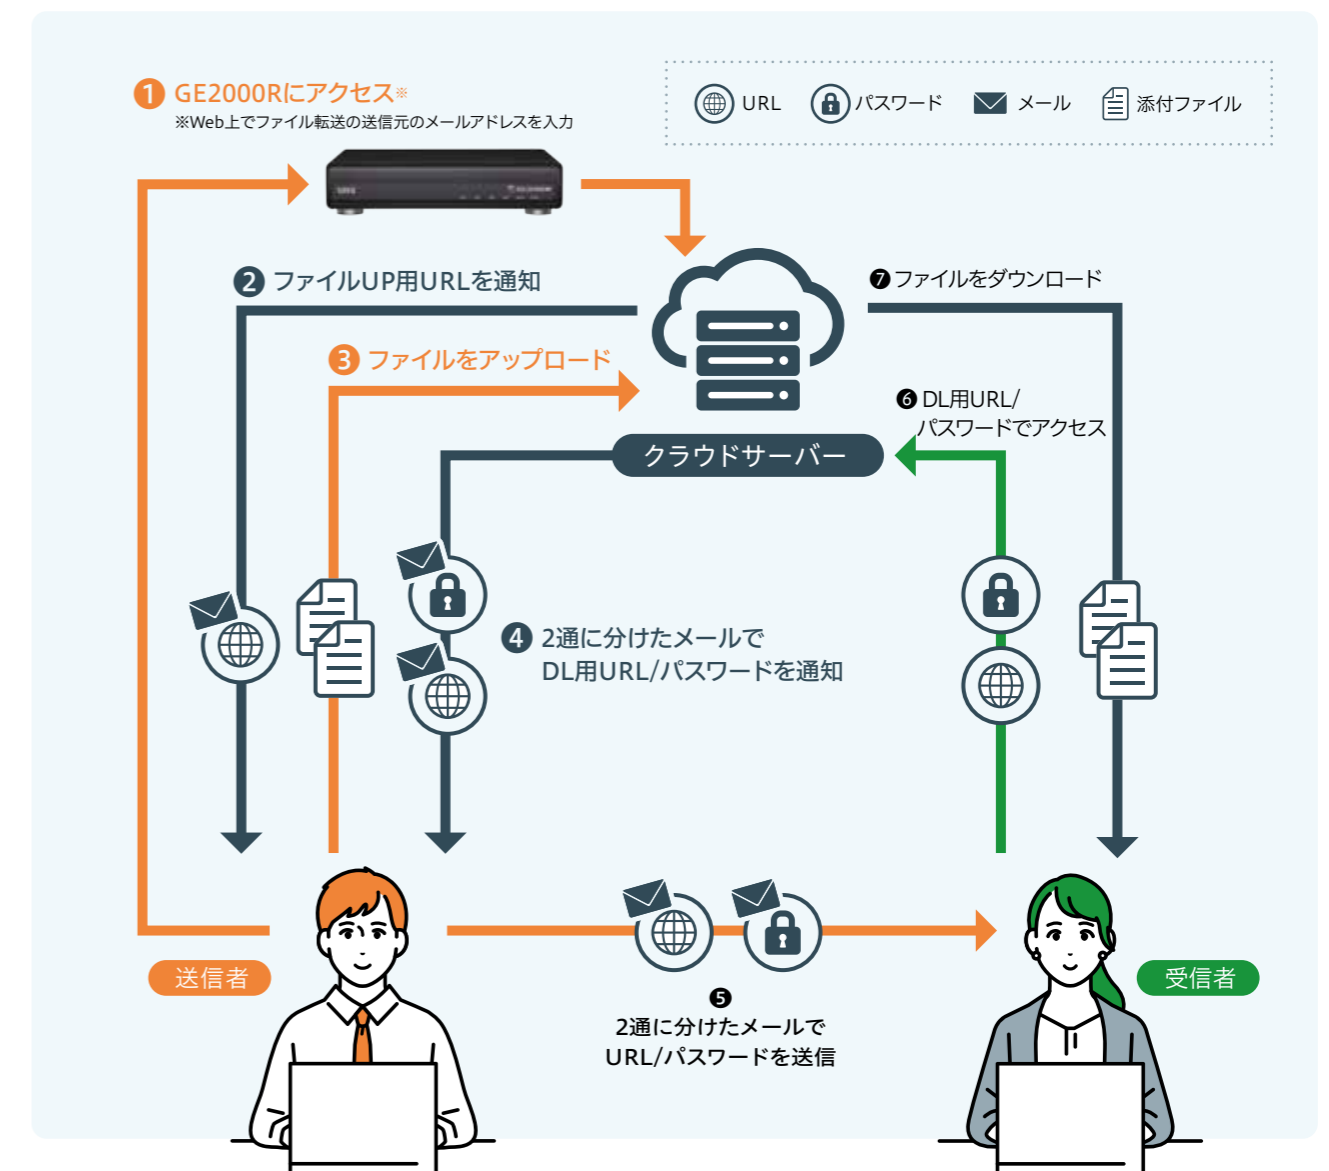 ❶ GE2000Rにアクセス※
※Web上でファイル転送の送信元のメールアドレスを入力
URL パスワード メール 添付ファイル
❷ ファイルUP用URLを通知
❼ ファイルをダウンロード
❸ ファイルをアップロード
❻ DL用URL/
パスワードでアクセス
クラウドサーバー
❹ 2通に分けたメールで
DL用URL/パスワードを通知
送信者
受信者
❺
2通に分けたメールで
URL/パスワードを送信